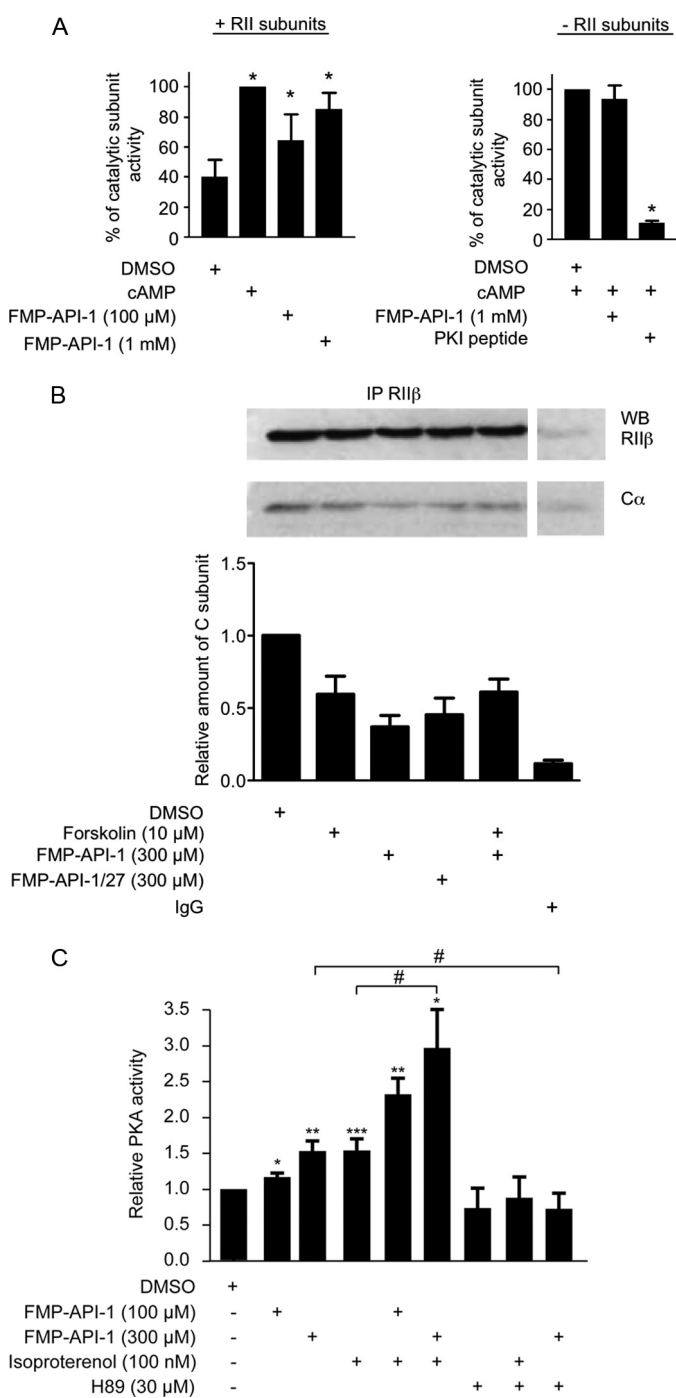 A
+ RII subunits
- RII subunits
% of catalytic subunit activity
100
80
60
40
20
0
* * *
DMSO +
cAMP +
FMP-API-1 (100 µM) +
FMP-API-1 (1 mM) +
% of catalytic subunit activity
100
80
60
40
20
0
*
DMSO +
cAMP + + +
FMP-API-1 (1 mM) +
PKI peptide +
B
IP RIIβ
WB
RIIβ
Cα
Relative amount of C subunit
1.5
1.0
0.5
0.0
DMSO +
Forskolin (10 µM) + +
FMP-API-1 (300 µM) + +
FMP-API-1/27 (300 µM) +
IgG +
C
#
#
Relative PKA activity
3.5
3.0
2.5
2.0
1.5
1.0
0.5
0.0
* ** *** ** *
DMSO +
FMP-API-1 (100 µM) - + +
FMP-API-1 (300 µM) - + + +
Isoproterenol (100 nM) - + + + +
H89 (30 µM) - + + +